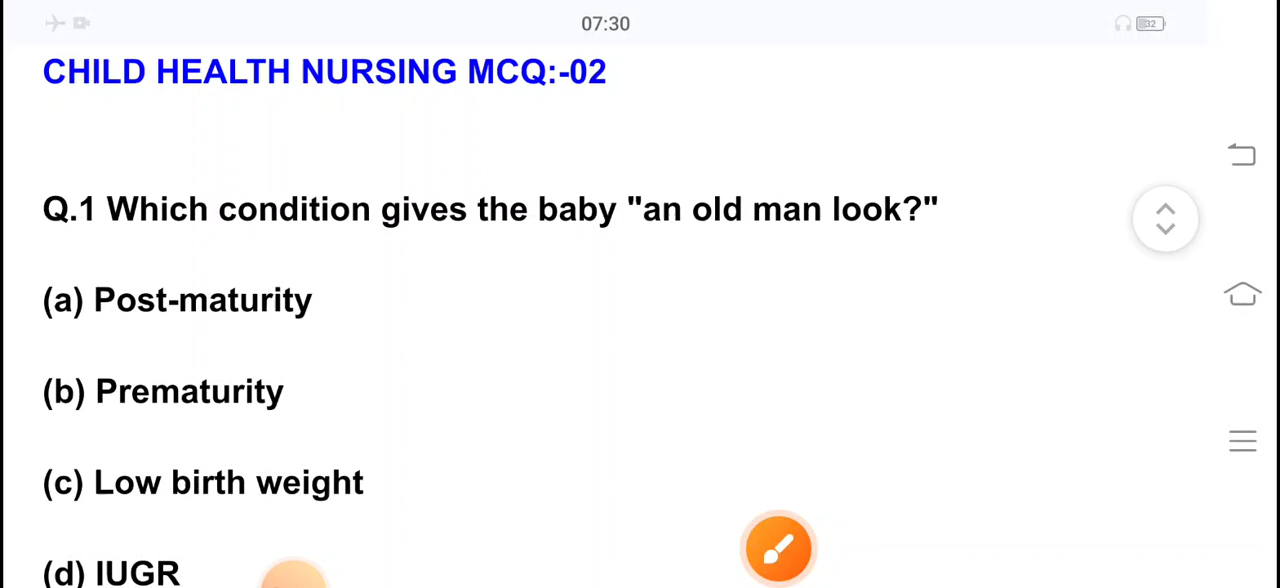 07:30
32
CHILD HEALTH NURSING MCQ:-02
Q.1 Which condition gives the baby "an old man look?"
(a) Post-maturity
(b) Prematurity
(c) Low birth weight
(d) IUGR